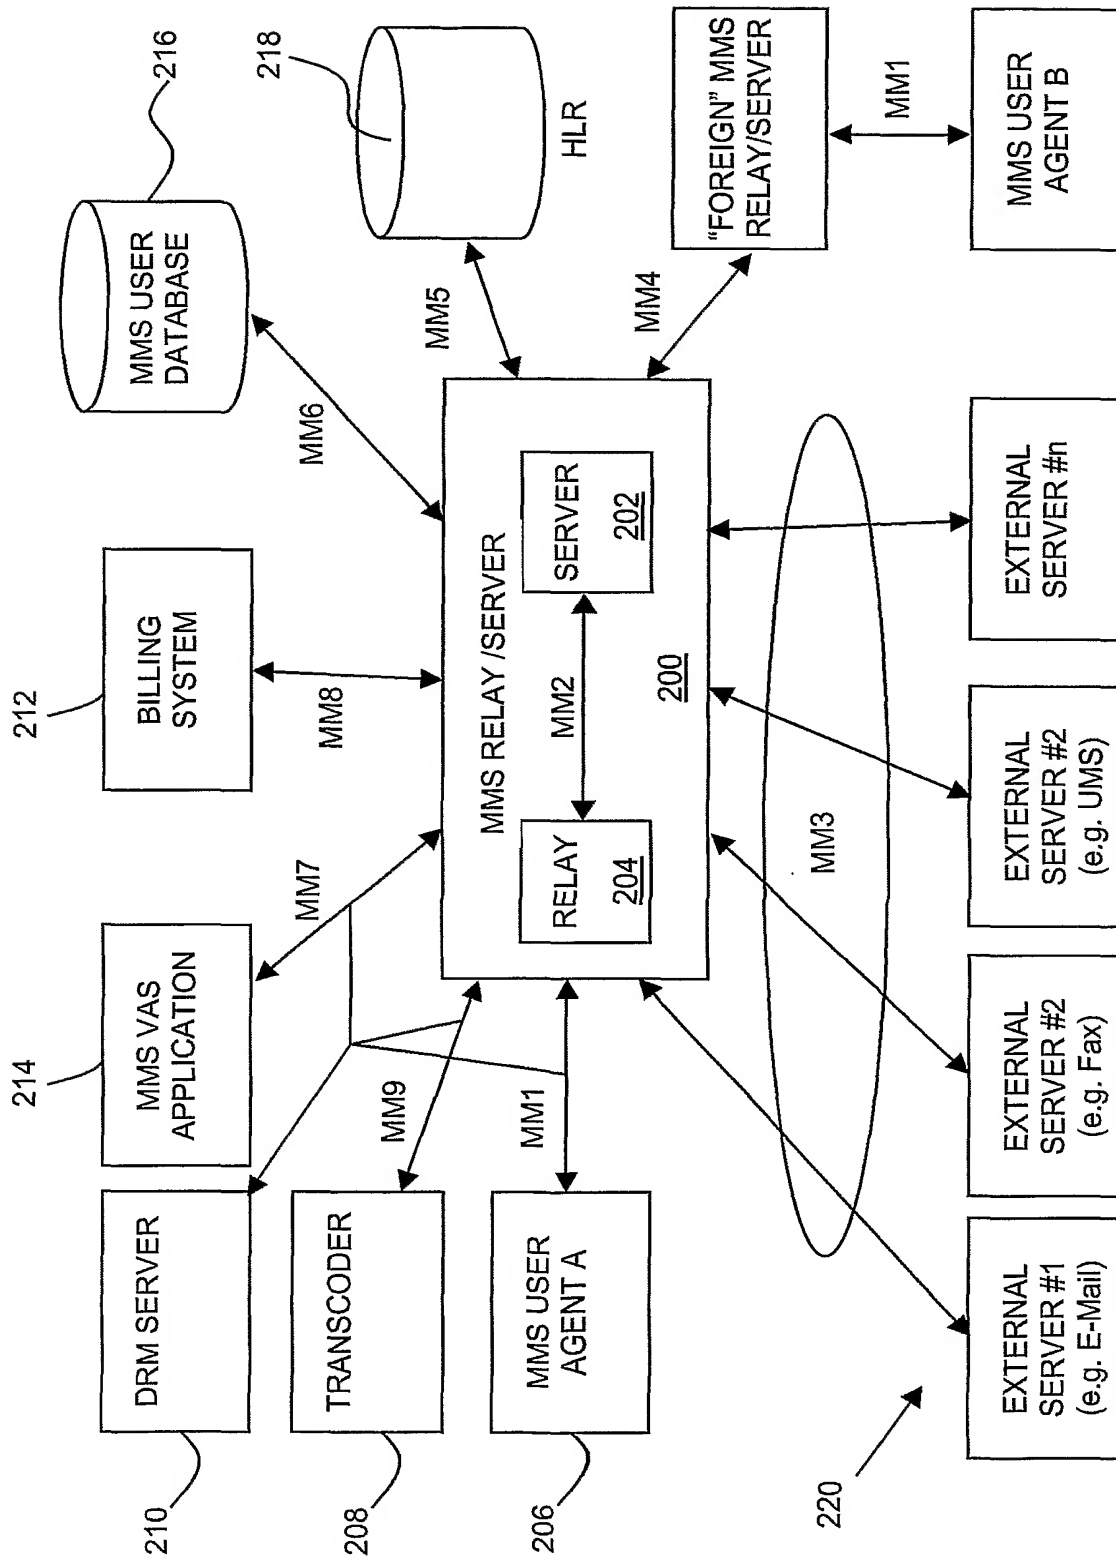 214
212
216
218
210
208
206
220
DRM SERVER
MMS VAS
APPLICATION
BILLING
SYSTEM
MMS USER
DATABASE
HLR
TRANSCODER
MMS USER
AGENT A
MM7
MM8
MM6
MM5
MM9
MM1
MM4
MMS RELAY /SERVER
RELAY
204
MM2
SERVER
202
200
"FOREIGN" MMS
RELAY/SERVER
MM1
MMS USER
AGENT B
MM3
EXTERNAL
SERVER #1
(e.g. E-Mail)
EXTERNAL
SERVER #2
(e.g. Fax)
EXTERNAL
SERVER #2
(e.g. UMS)
EXTERNAL
SERVER #n